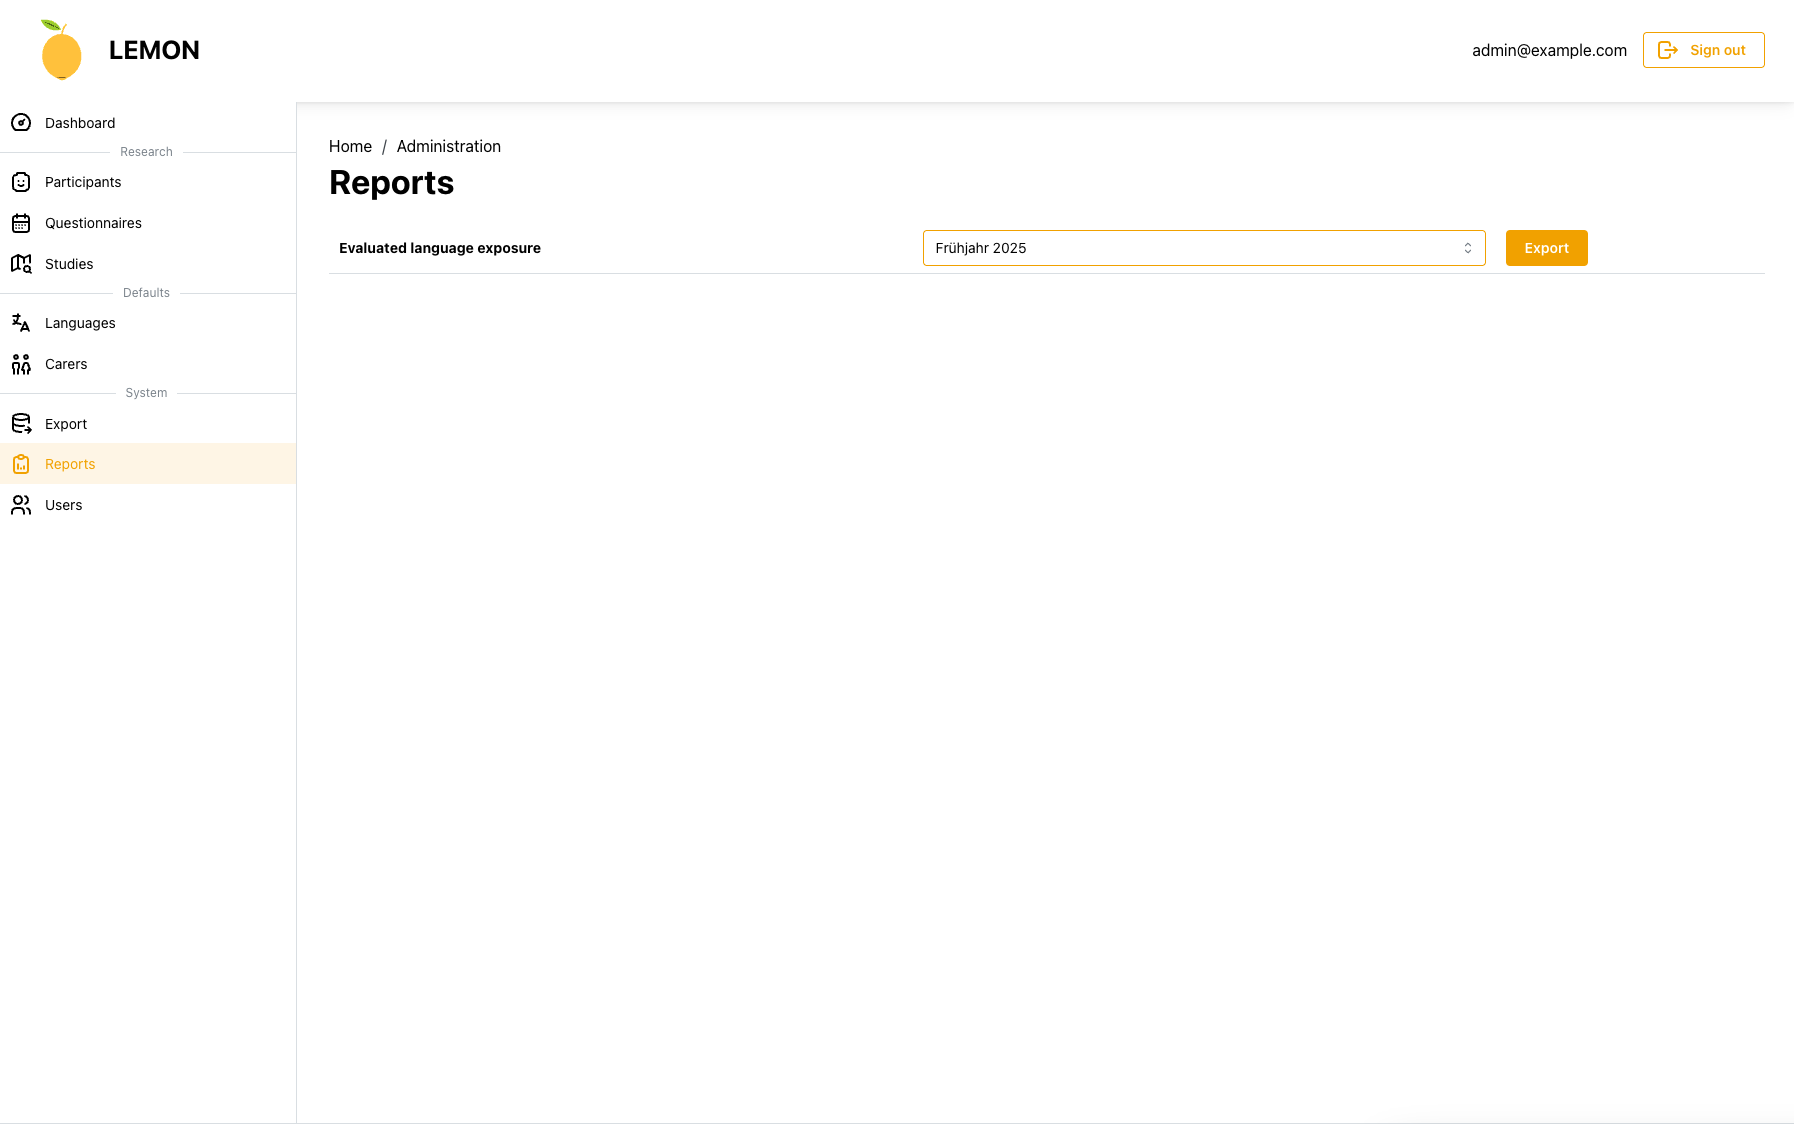 LEMON
admin@example.com
Sign out
Dashboard
Research
Participants
Questionnaires
Studies
Defaults
Languages
Carers
System
Export
Reports
Users
Home / Administration
Reports
Evaluated language exposure
Frühjahr 2025
Export